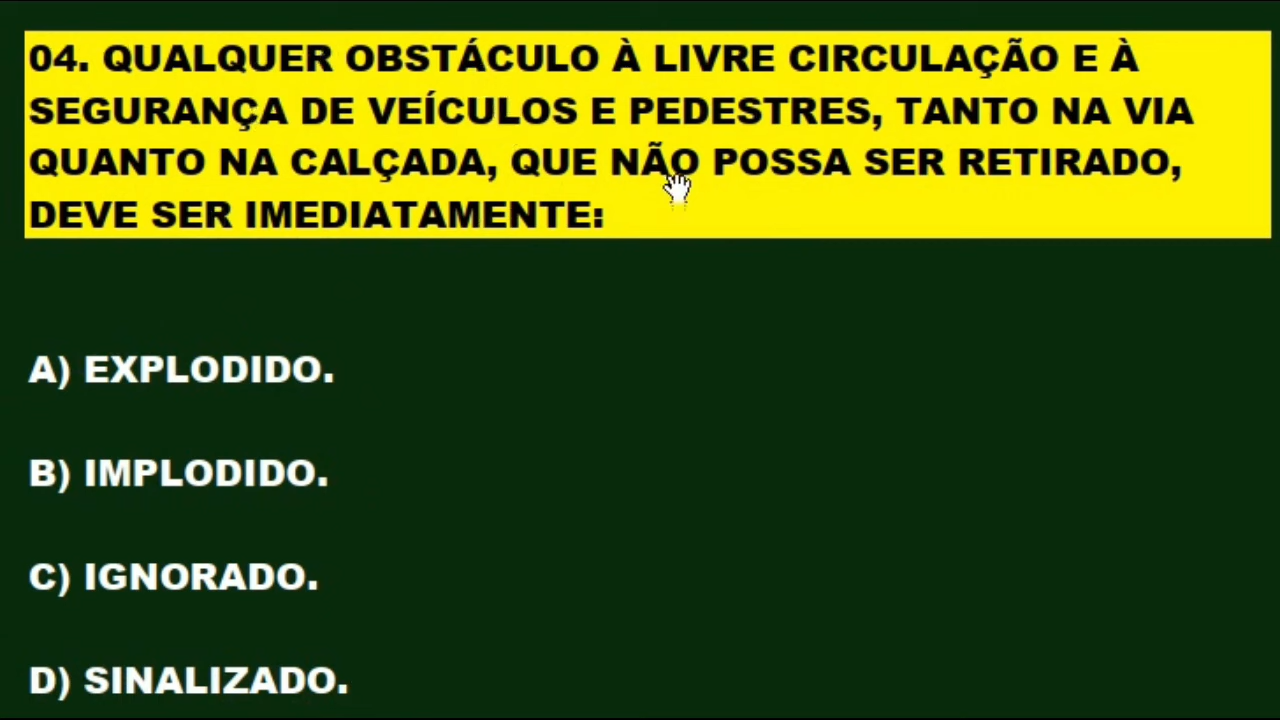 04. QUALQUER OBSTÁCULO À LIVRE CIRCULAÇÃO E À
SEGURANÇA DE VEÍCULOS E PEDESTRES, TANTO NA VIA
QUANTO NA CALÇADA, QUE NÃO POSSA SER RETIRADO,
DEVE SER IMEDIATAMENTE:
A) EXPLODIDO.
B) IMPLODIDO.
C) IGNORADO.
D) SINALIZADO.